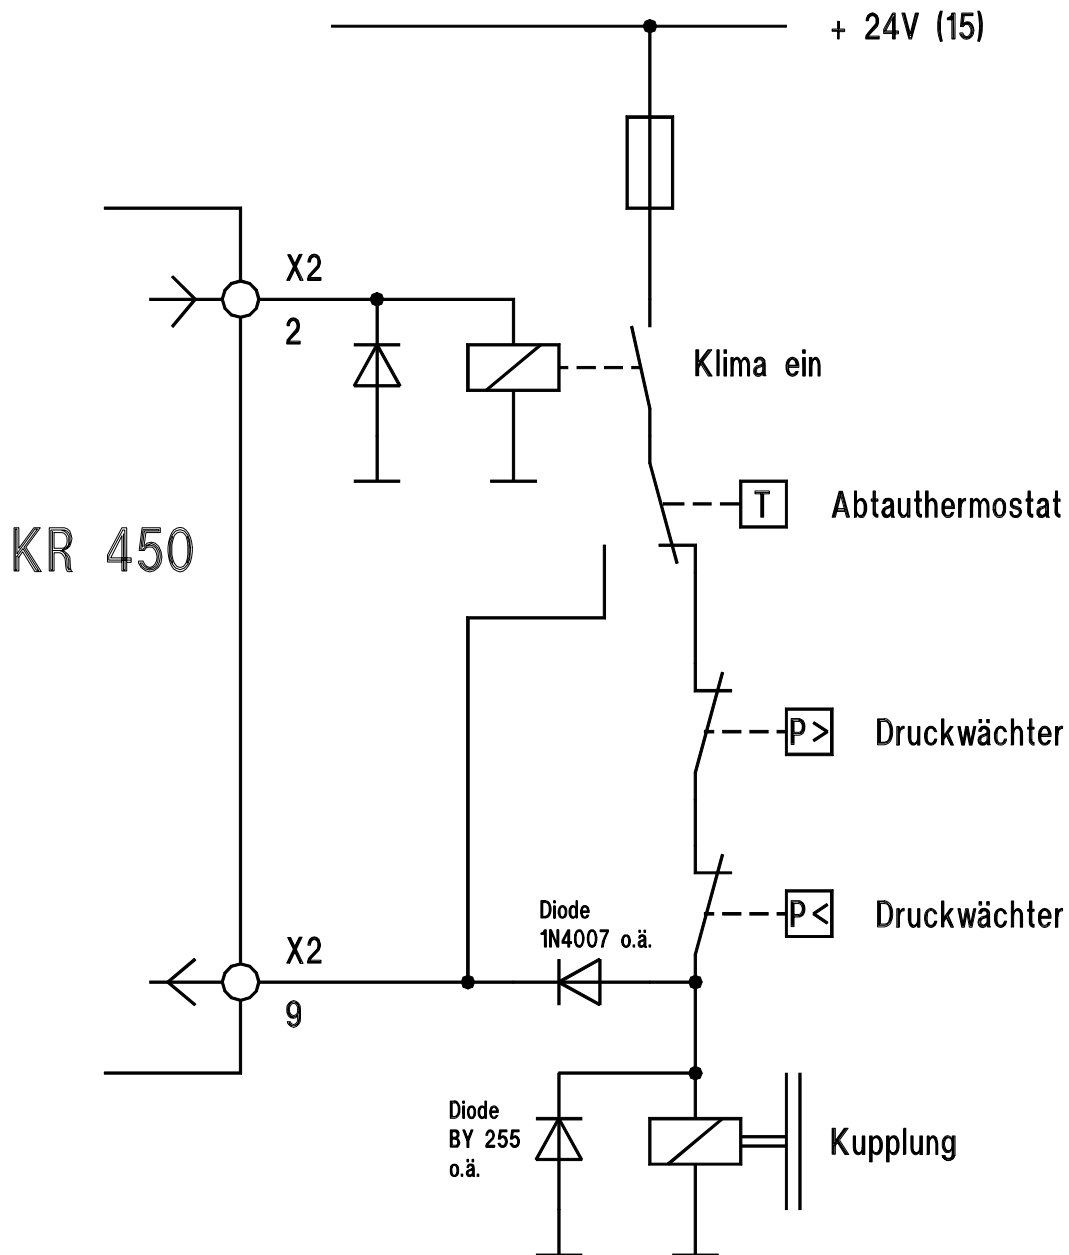 + 24V (15)
X2
2
Klima ein
T
Abtauthermostat
KR 450
P>
Druckwächter
P<
Druckwächter
Diode
1N4007 o.ä.
X2
9
Diode
BY 255
o.ä.
Kupplung